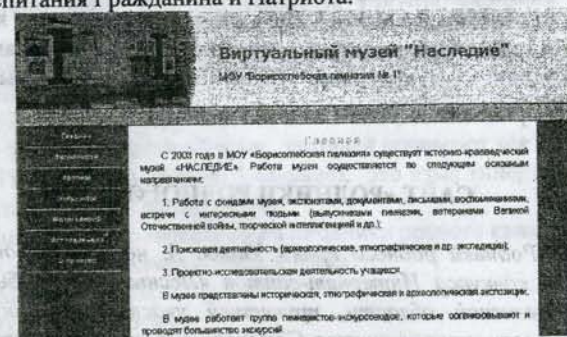 спитания Гражданина и Патриота.
Виртуальный музей "Наследие"
МОУ "Борисоглебская гимназия № 1"
Главная
С 2003 года в МОУ «Борисоглебская гимназия» существует историко-краеведческий
музей «НАСЛЕДИЕ». Работа музея осуществляется по следующим основным
направлениям:
1. Работа с фондами музея, экспонатами, документами, письмами, воспоминаниями,
встречи с интересными людьми (выпускниками гимназии, ветеранами Великой
Отечественной войны, творческой интеллигенцией и др.);
2. Поисковая деятельность (археологические, этнографические и др. экспедиции);
3. Проектно-исследовательская деятельность учащихся.
В музее представлены историческая, этнографическая и археологическая экспозиции.
В музее работает группа гимназистов-экскурсоводов, которые организовывают и
проводят большинство экскурсий.